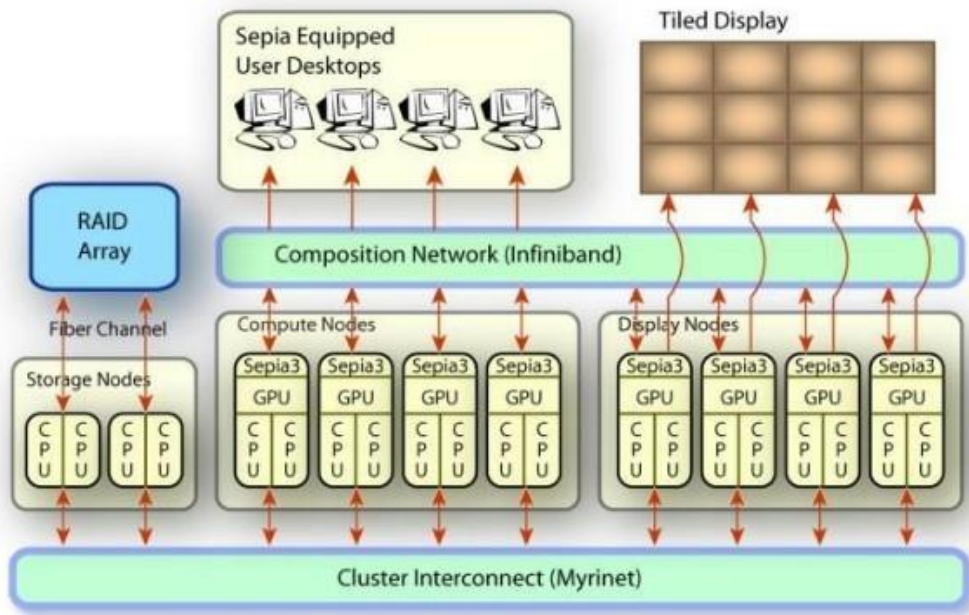 Sepia Equipped
User Desktops
Tiled Display
RAID
Array
Composition Network (Infiniband)
Fiber Channel
Compute Nodes
Display Nodes
Storage Nodes
Sepia3
GPU
CPU
CPU
Sepia3
GPU
CPU
CPU
Sepia3
GPU
CPU
CPU
Sepia3
GPU
CPU
CPU
Sepia3
GPU
CPU
CPU
Sepia3
GPU
CPU
CPU
Sepia3
GPU
CPU
CPU
Sepia3
GPU
CPU
CPU
CPU
CPU
CPU
CPU
Cluster Interconnect (Myrinet)